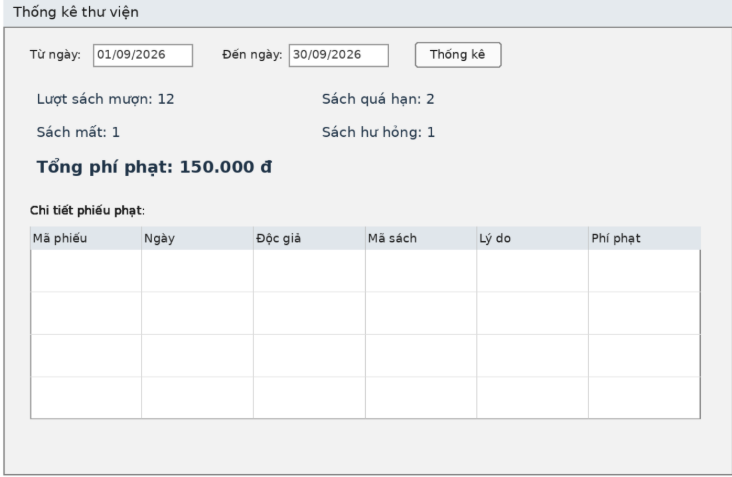 Thống kê thư viện
Từ ngày: 01/09/2026 Đến ngày: 30/09/2026 Thống kê
Lượt sách mượn: 12 Sách quá hạn: 2
Sách mất: 1 Sách hư hỏng: 1
Tổng phí phạt: 150.000 đ
Chi tiết phiếu phạt:
Mã phiếu Ngày Độc giả Mã sách Lý do Phí phạt